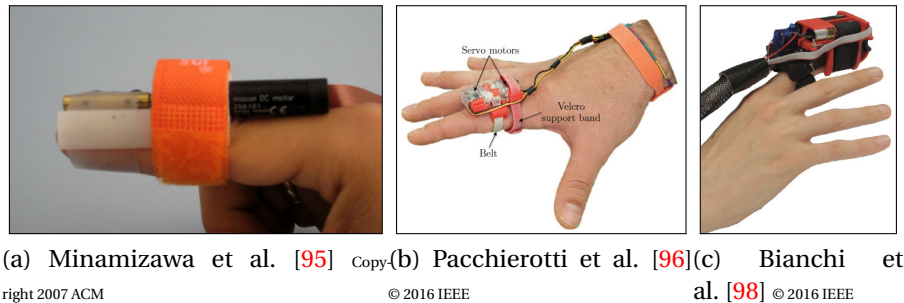 maxon DC motor
256101
Servo motors
Velcro
support band
Belt
(a) Minamizawa et al. [95] Copy-
right 2007 ACM
(b) Pacchierotti et al. [96]
© 2016 IEEE
(c) Bianchi et
al. [98] © 2016 IEEE